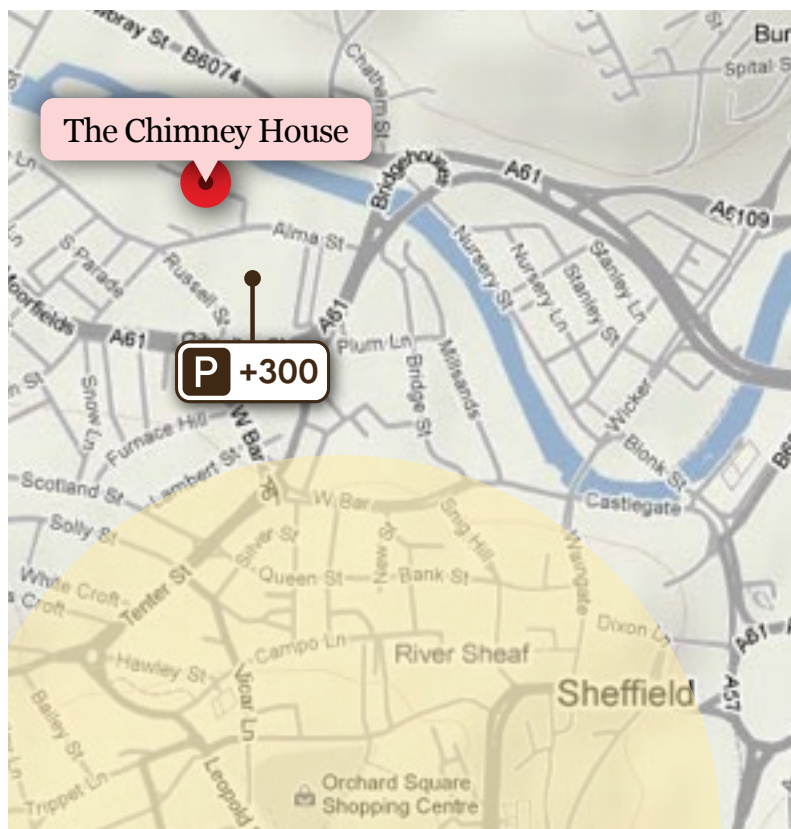 B6074
Chatham St
Spital S
The Chimney House
Bridgehouses
A61
A6109
Alma St
S Parade
Russell St
Nursery St
Nursery Ln
Stanley St
Stanley Ln
Moorfields
A61
A61
P +300
Plum Ln
Bridge St
Millsands
Wicker
Snow Ln
Furnace Hill
W Bar
Blonk St
Lambert St
Scotland St
Castlegate
Solly St
W Bar
Snig Hill
Silver St
New St
Waingate
Queen St
Bank St
White Croft
s Croft
Tenter St
Dixon Ln
Campo Ln
River Sheaf
A61
Hawley St
Vicar Ln
Sheffield
A57
Bailey St
Leopold
Trippet Ln
Orchard Square
Shopping Centre